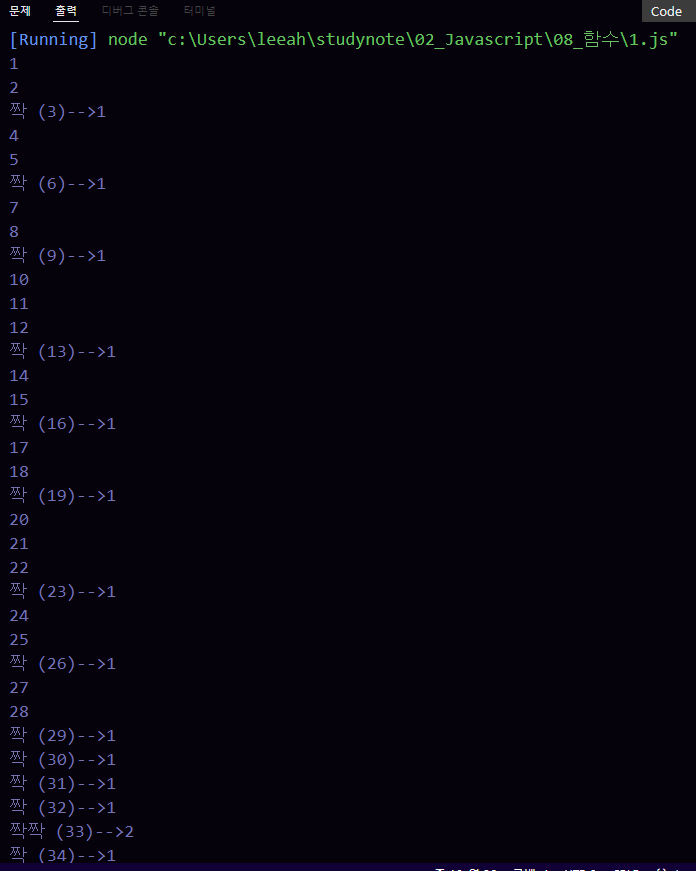 문제 출력 디버그 콘솔 터미널 Code
[Running] node "c:\Users\leeah\studynote\02_Javascript\08_함수\1.js"
1
2
짝 (3)-->1
4
5
짝 (6)-->1
7
8
짝 (9)-->1
10
11
12
짝 (13)-->1
14
15
짝 (16)-->1
17
18
짝 (19)-->1
20
21
22
짝 (23)-->1
24
25
짝 (26)-->1
27
28
짝 (29)-->1
짝 (30)-->1
짝 (31)-->1
짝 (32)-->1
짝짝 (33)-->2
짝 (34)-->1